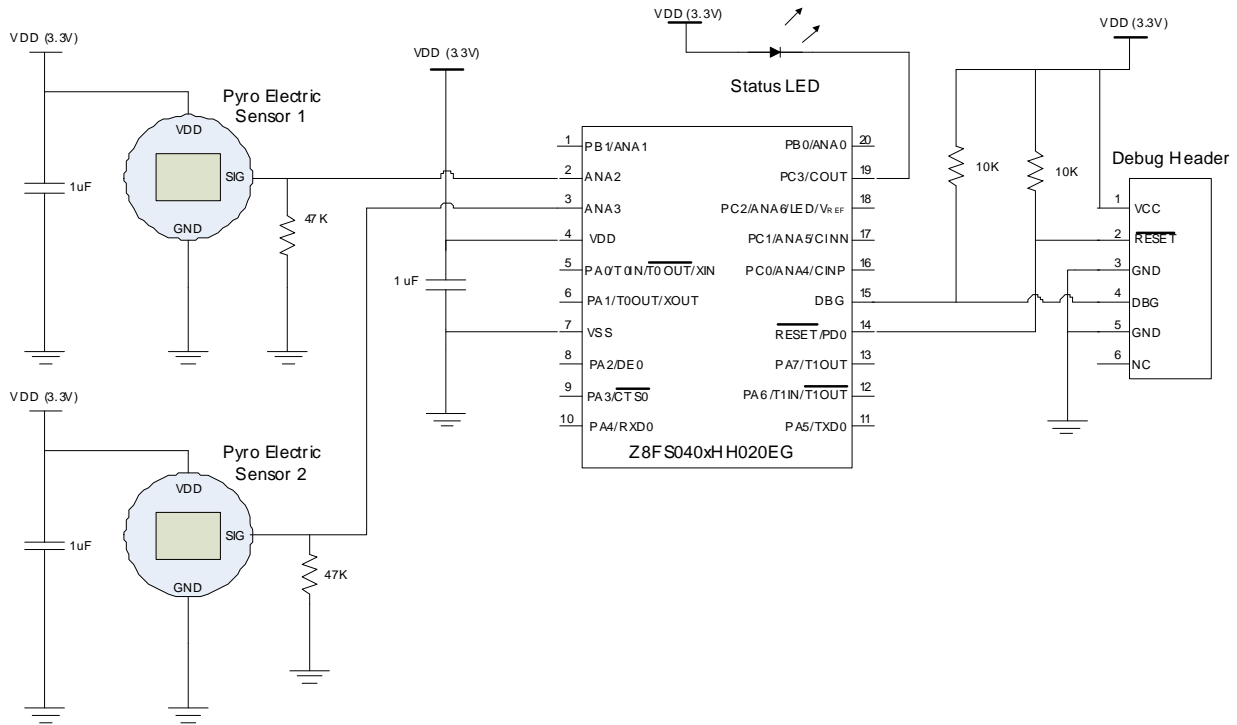 VDD (3.3V)
Pyro Electric
Sensor 1
VDD
SIG
GND
1uF
47K
VDD (3.3V)
Pyro Electric
Sensor 2
VDD
SIG
GND
1uF
47K
VDD (3.3V)
1 uF
VDD (3.3V)
Status LED
1 PB1/ANA1
2 ANA2
3 ANA3
4 VDD
5 PA0/T0IN/T0OUT/XIN
6 PA1/T0OUT/XOUT
7 VSS
8 PA2/DE0
9 PA3/CTS0
10 PA4/RXD0
PB0/ANA0 20
PC3/COUT 19
PC2/ANA6/LED/VREF 18
PC1/ANA5/CINN 17
PC0/ANA4/CINP 16
DBG 15
RESET/PD0 14
PA7/T1OUT 13
PA6/T1IN/T1OUT 12
PA5/TXD0 11
Z8FS040xHH020EG
VDD (3.3V)
10K
10K
Debug Header
1 VCC
2 RESET
3 GND
4 DBG
5 GND
6 NC